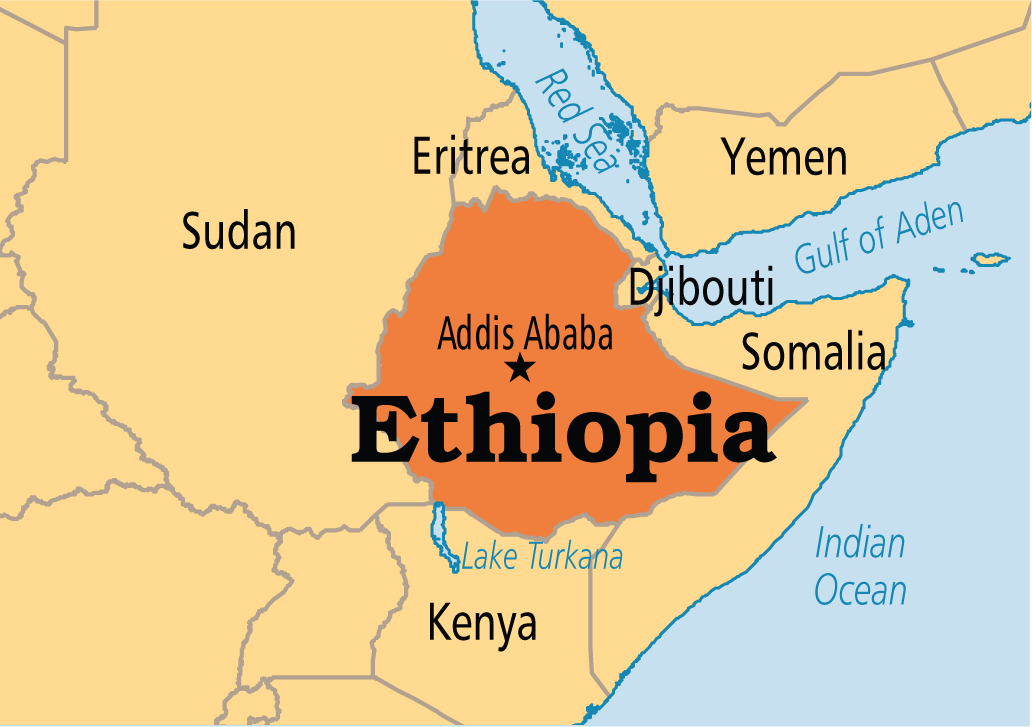 Red Sea
Eritrea
Yemen
Sudan
Gulf of Aden
Djibouti
Addis Ababa
Somalia
Ethiopia
Indian
Ocean
Lake Turkana
Kenya